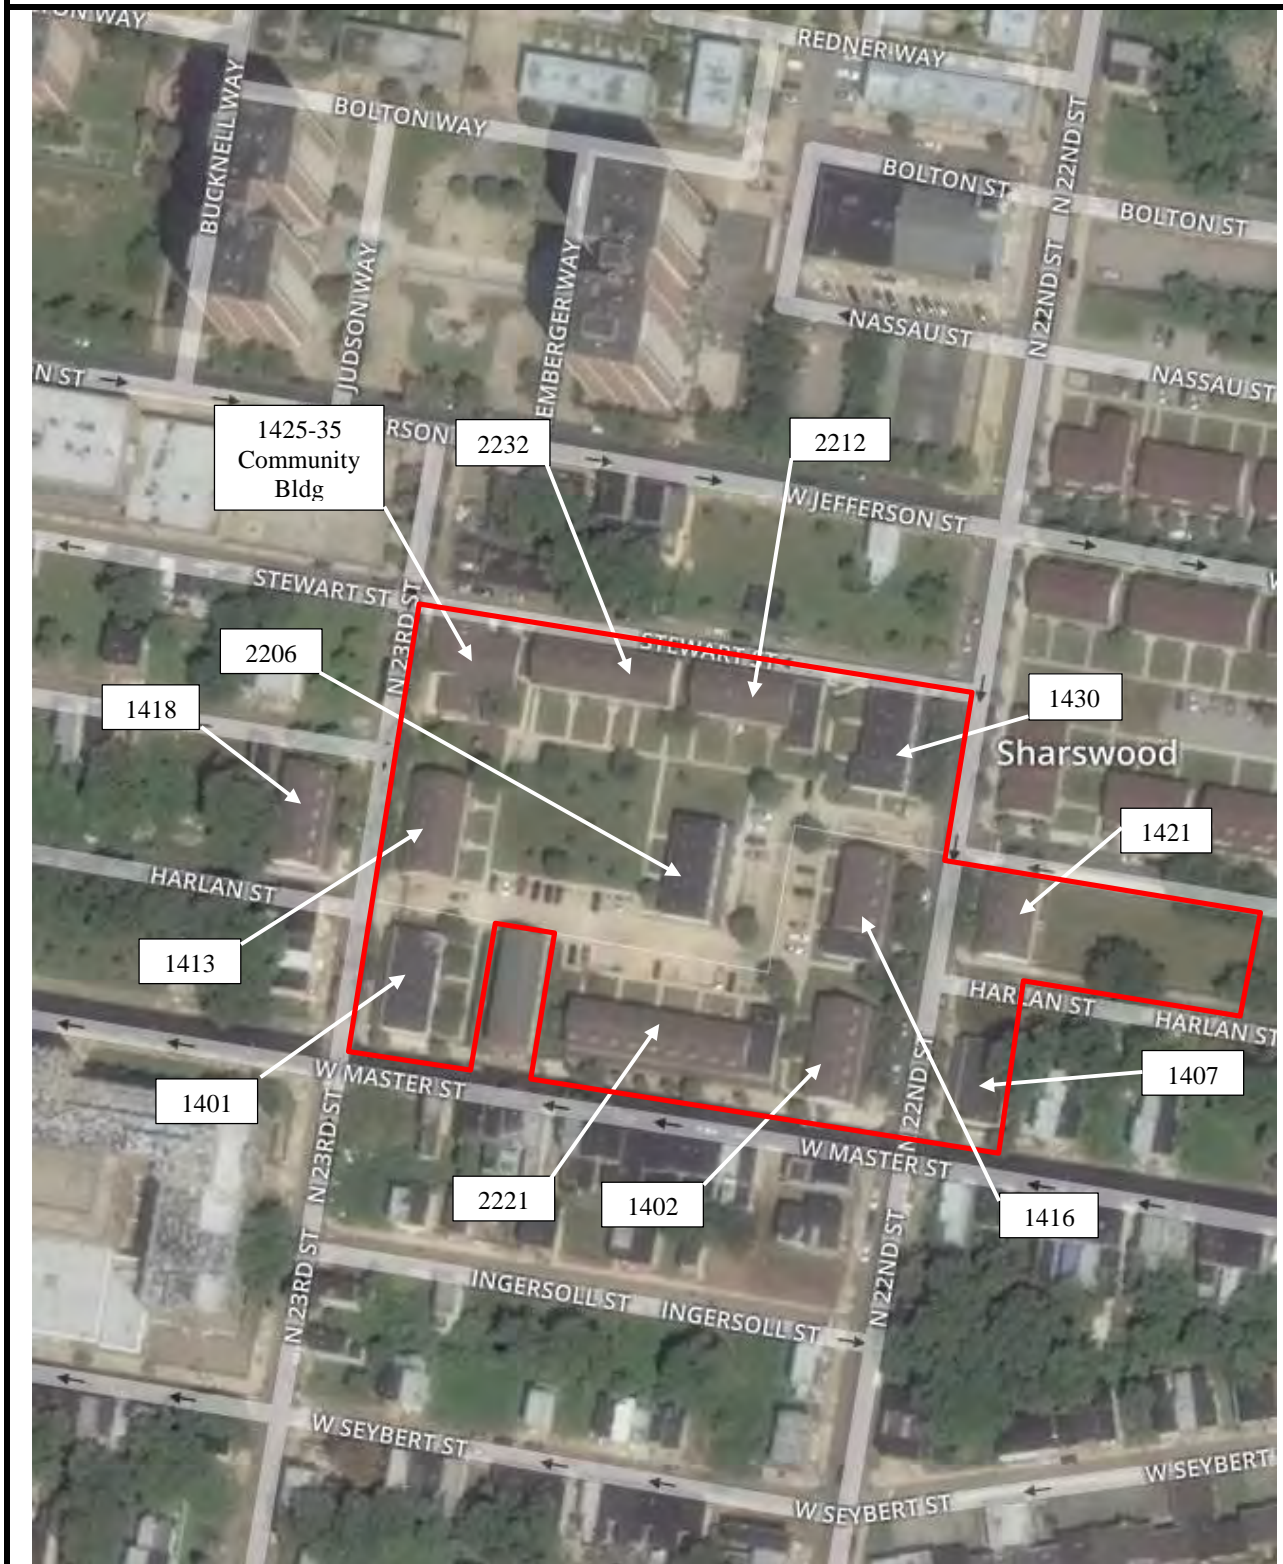 ON WAY
REDNER WAY
BUCKNELL WAY
BOLTON WAY
N 22ND ST
BOLTON ST
BOLTON ST
JUDSON WAY
EMBERGER WAY
N 22ND ST
NASSAU ST
NASSAU ST
N ST
1425-35
Community
Bldg
RSON
2232
2212
W JEFFERSON ST
W
STEWART ST
N 23RD ST
STEWART ST
2206
1418
1430
Sharswood
1421
HARLAN ST
1413
HARLAN ST
HARLAN ST
W MASTER ST
1401
1407
N 22ND ST
W MASTER ST
N 23RD ST
2221
1402
1416
N 23RD ST
INGERSOLL ST
INGERSOLL ST
N 22ND ST
W SEYBERT ST
W SEYBERT
W SEYBERT ST